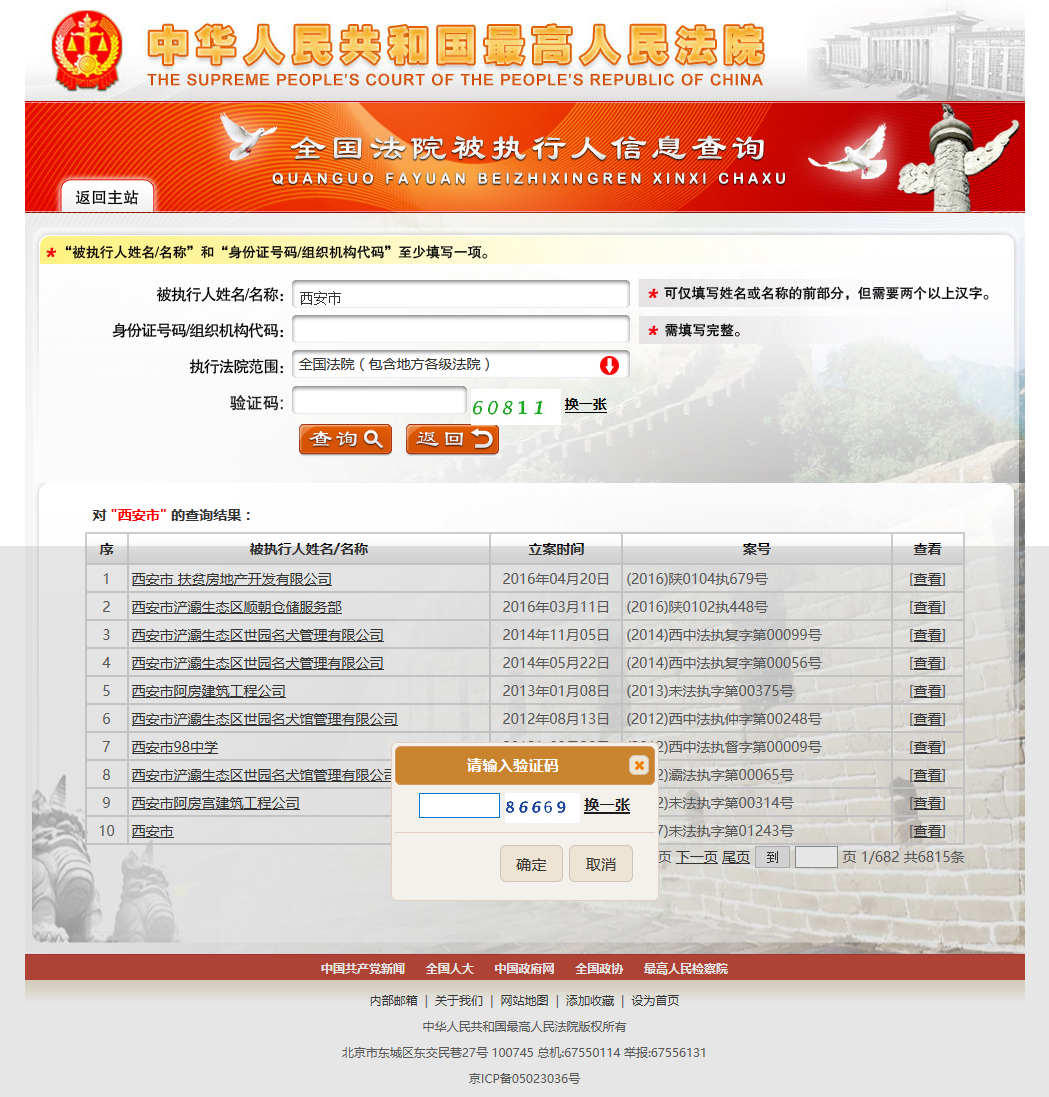 中华人民共和国最高人民法院
THE SUPREME PEOPLE'S COURT OF THE PEOPLE'S REPUBLIC OF CHINA
全国法院被执行人信息查询
QUANGUO FAYUAN BEIZHIXINGREN XINXI CHAXU
返回主站
* “被执行人姓名/名称”和“身份证号码/组织机构代码”至少填写一项。
被执行人姓名/名称: 西安市 * 可仅填写姓名或名称的前部分，但需要两个以上汉字。
身份证号码/组织机构代码: * 需填写完整。
执行法院范围: 全国法院（包含地方各级法院）
验证码: 60811 换一张
查询 返回
对 "西安市" 的查询结果：
序 被执行人姓名/名称 立案时间 案号 查看
1 西安市 扶贫房地产开发有限公司 2016年04月20日 (2016)陕0104执679号 [查看]
2 西安市浐灞生态区顺朝仓储服务部 2016年03月11日 (2016)陕0102执448号 [查看]
3 西安市浐灞生态区世园名犬管理有限公司 2014年11月05日 (2014)西中法执复字第00099号 [查看]
4 西安市浐灞生态区世园名犬管理有限公司 2014年05月22日 (2014)西中法执复字第00056号 [查看]
5 西安市阿房建筑工程公司 2013年01月08日 (2013)未法执字第00375号 [查看]
6 西安市浐灞生态区世园名犬馆管理有限公司 2012年08月13日 (2012)西中法执仲字第00248号 [查看]
7 西安市98中学 2)西中法执督字第00009号 [查看]
8 西安市浐灞生态区世园名犬馆管理有限公司 2)灞法执字第00065号 [查看]
9 西安市阿房宫建筑工程公司 2)未法执字第00314号 [查看]
10 西安市 7)未法执字第01243号 [查看]
请输入验证码
86669 换一张
确定 取消
页 下一页 尾页 到 页 1/682 共6815条
中国共产党新闻 全国人大 中国政府网 全国政协 最高人民检察院
内部邮箱 | 关于我们 | 网站地图 | 添加收藏 | 设为首页
中华人民共和国最高人民法院版权所有
北京市东城区东交民巷27号 100745 总机:67550114 举报:67556131
京ICP备05023036号